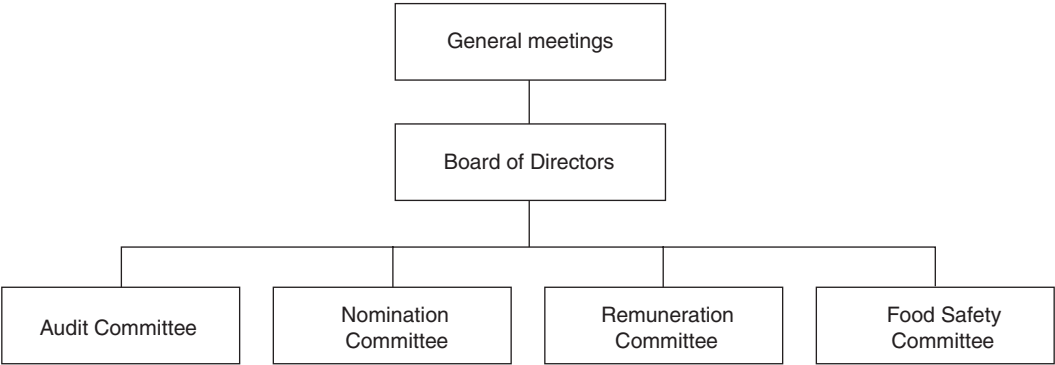 General meetings
Board of Directors
Audit Committee
Nomination
Committee
Remuneration
Committee
Food Safety
Committee